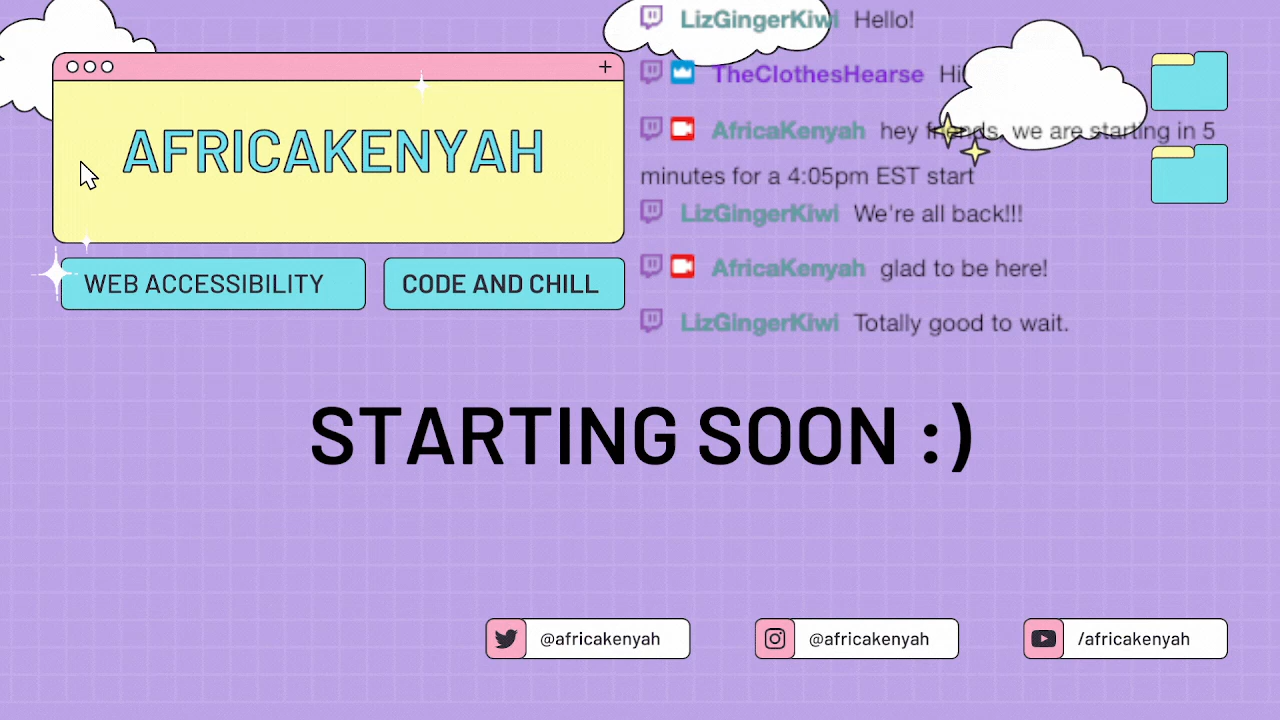 LizGingerKiwi Hello!
TheClothesHearse Hi
AfricaKenyah hey friends, we are starting in 5
minutes for a 4:05pm EST start
LizGingerKiwi We're all back!!!
AfricaKenyah glad to be here!
LizGingerKiwi Totally good to wait.
AFRICAKENYAH
WEB ACCESSIBILITY
CODE AND CHILL
STARTING SOON :)
@africakenyah
@africakenyah
/africakenyah